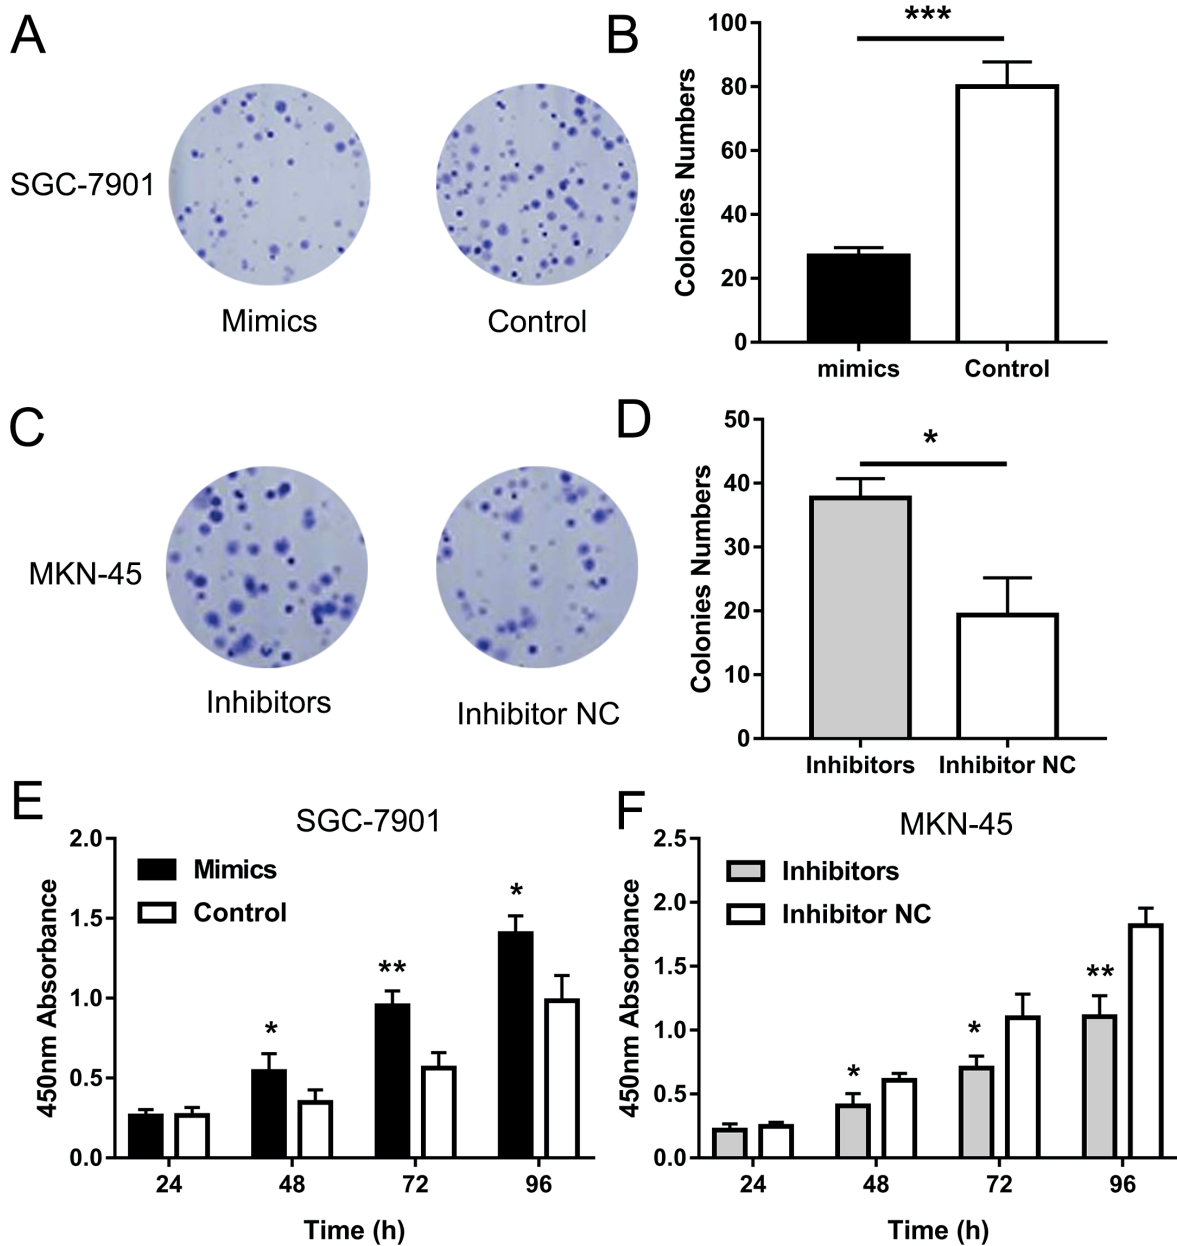 A
SGC-7901
Mimics
Control
B
***
Colonies Numbers
100
80
60
40
20
0
mimics
Control
C
MKN-45
Inhibitors
Inhibitor NC
D
*
Colonies Numbers
50
40
30
20
10
0
Inhibitors
Inhibitor NC
E
SGC-7901
450nm Absorbance
2.0
1.5
1.0
0.5
0.0
Mimics
Control
*
**
*
24
48
72
96
Time (h)
F
MKN-45
450nm Absorbance
2.5
2.0
1.5
1.0
0.5
0.0
Inhibitors
Inhibitor NC
*
*
**
24
48
72
96
Time (h)